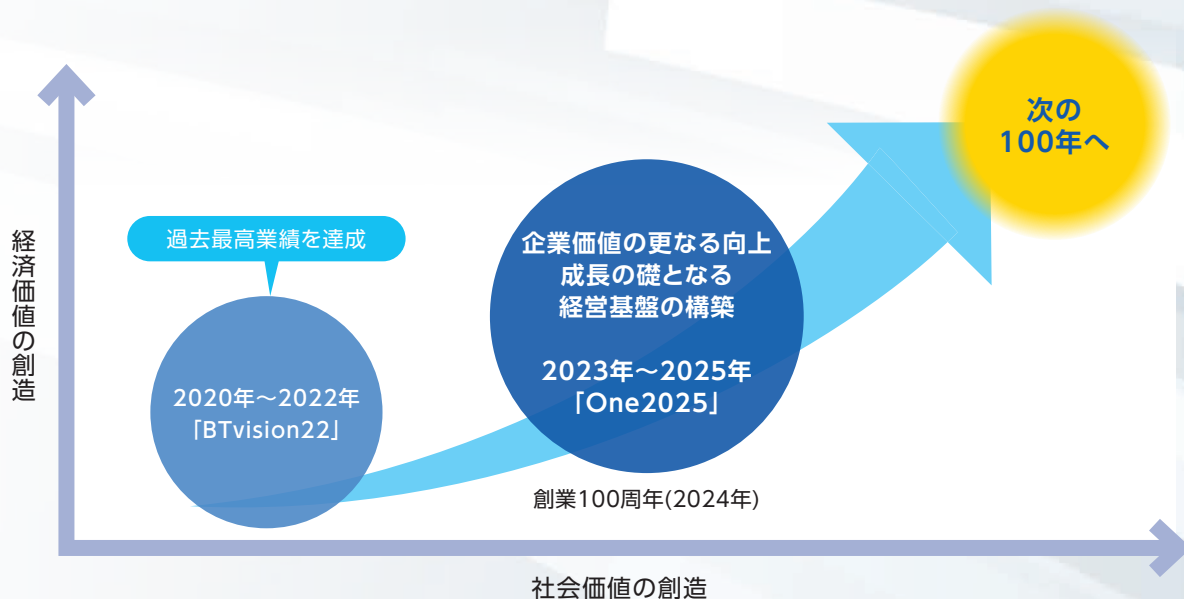 次の
100年へ
過去最高業績を達成
企業価値の更なる向上
成長の礎となる
経営基盤の構築
2023年～2025年
「One2025」
2020年～2022年
「BTvision22」
経済価値の創造
創業100周年(2024年)
社会価値の創造